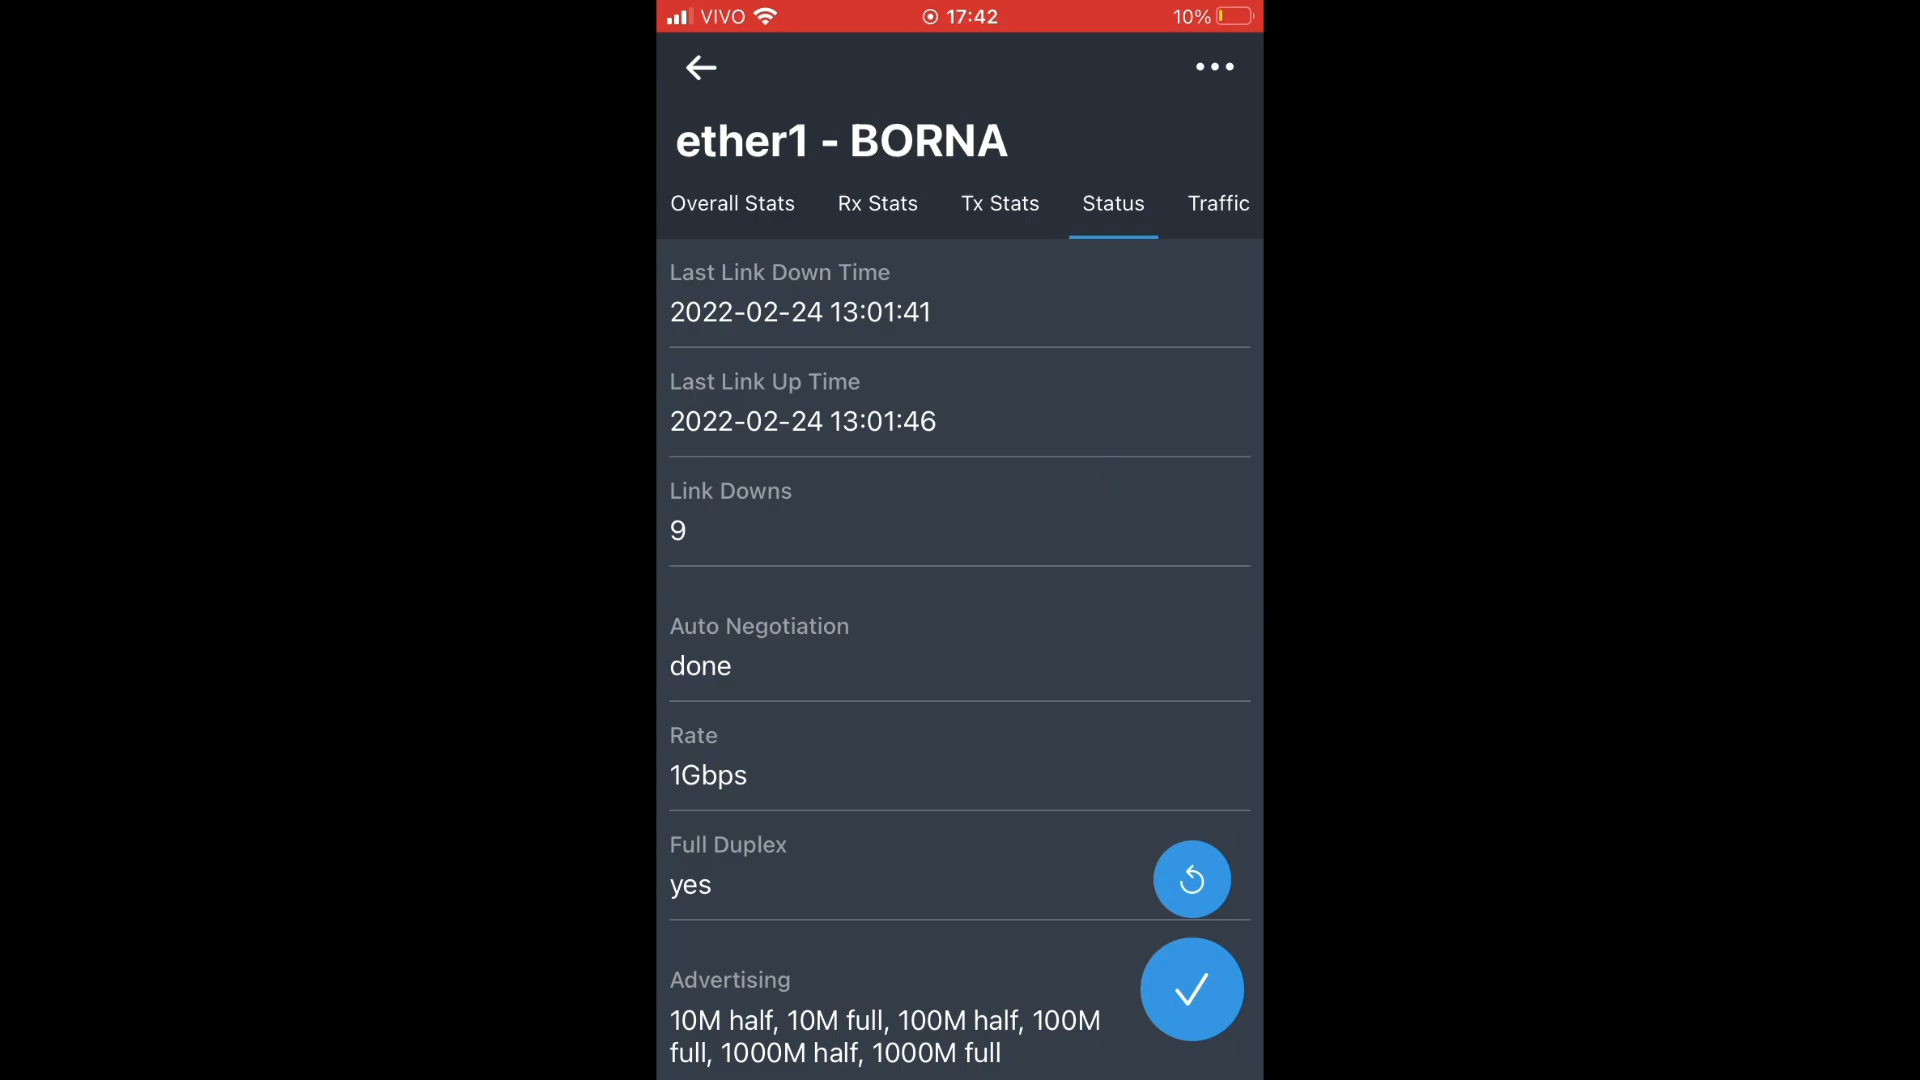 VIVO 17:42 10%
ether1 - BORNA
Overall Stats Rx Stats Tx Stats Status Traffic
Last Link Down Time
2022-02-24 13:01:41
Last Link Up Time
2022-02-24 13:01:46
Link Downs
9
Auto Negotiation
done
Rate
1Gbps
Full Duplex
yes
Advertising
10M half, 10M full, 100M half, 100M
full, 1000M half, 1000M full